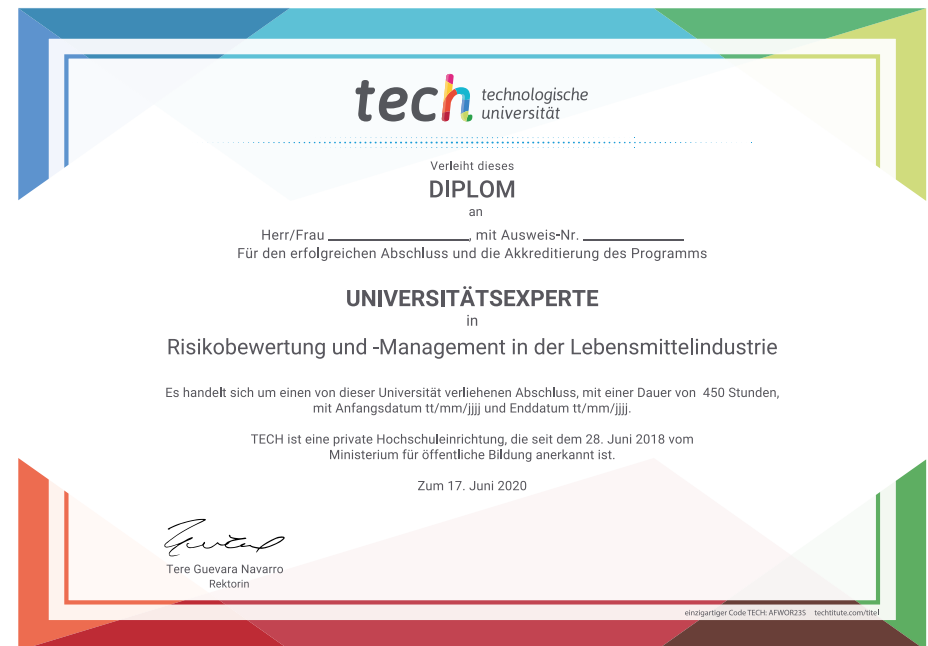 tech technologische
universität
Verleiht dieses
DIPLOM
an
Herr/Frau ____________, mit Ausweis-Nr. ____________
Für den erfolgreichen Abschluss und die Akkreditierung des Programms
UNIVERSITÄTSEXPERTE
in
Risikobewertung und -Management in der Lebensmittelindustrie
Es handelt sich um einen von dieser Universität verliehenen Abschluss, mit einer Dauer von 450 Stunden,
mit Anfangsdatum tt/mm/jjjj und Enddatum tt/mm/jjjj.
TECH ist eine private Hochschuleinrichtung, die seit dem 28. Juni 2018 vom
Ministerium für öffentliche Bildung anerkannt ist.
Zum 17. Juni 2020
Tere Guevara Navarro
Rektorin
einzigartiger Code TECH: AFWOR235 techtitute.com/titel